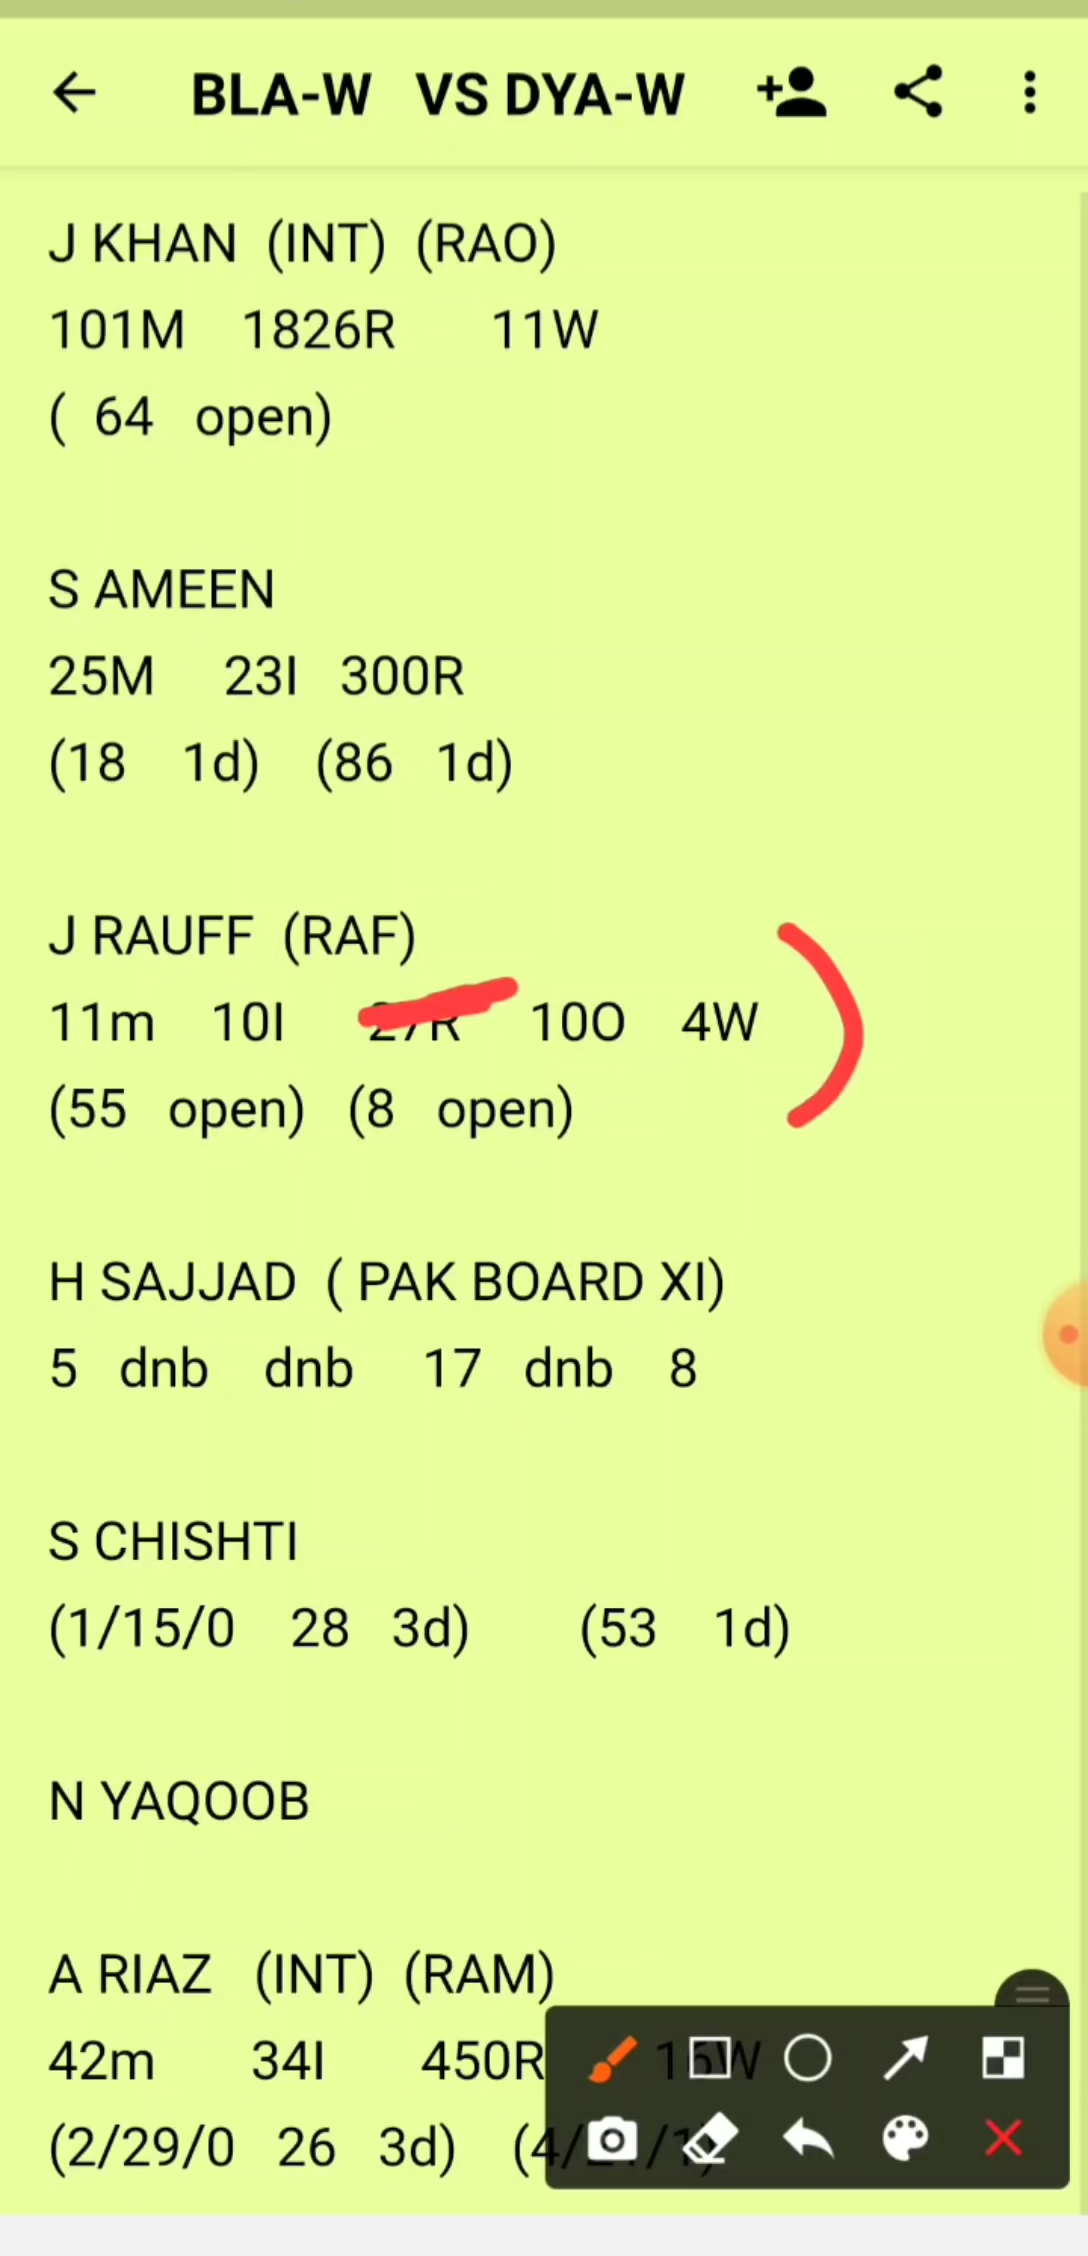 BLA-W VS DYA-W
J KHAN (INT) (RAO)
101M 1826R 11W
( 64 open)
S AMEEN
25M 23I 300R
(18 1d) (86 1d)
J RAUFF (RAF)
11m 10I 27R 10O 4W
(55 open) (8 open)
H SAJJAD ( PAK BOARD XI)
5 dnb dnb 17 dnb 8
S CHISHTI
(1/15/0 28 3d) (53 1d)
N YAQOOB
A RIAZ (INT) (RAM)
42m 34I 450R 16W
(2/29/0 26 3d)